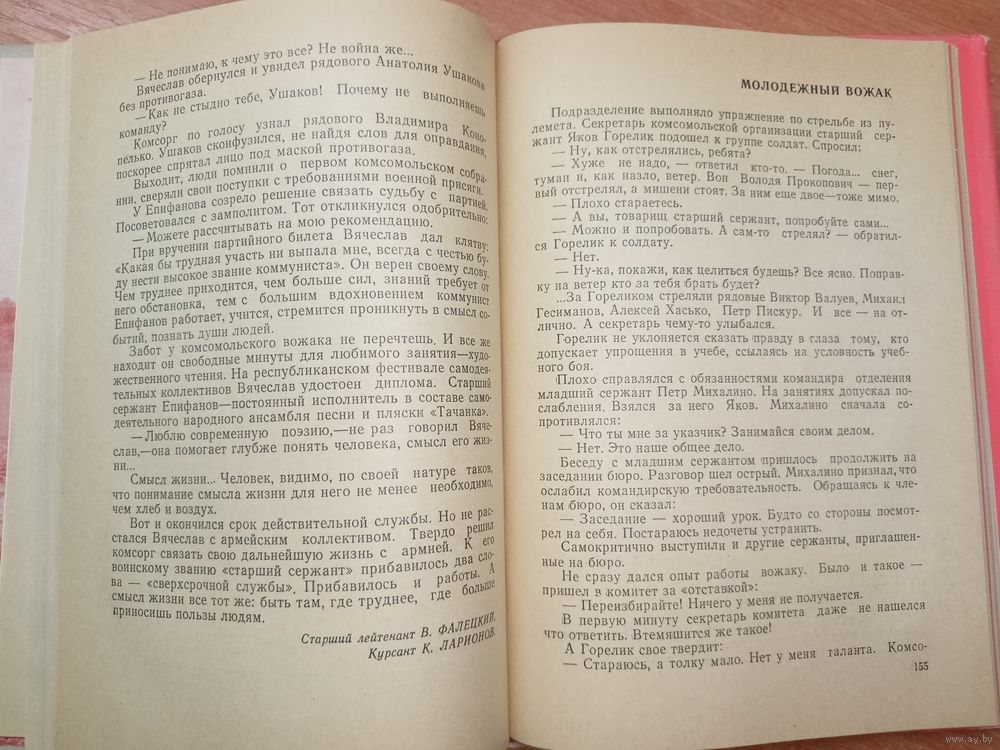 — Не понимаю, к чему это все? Не война же...
Вячеслав обернулся и увидел рядового Анатолия Ушакова
без противогаза.
— Как не стыдно тебе, Ушаков! Почему не выполняешь
команду?
Комсорг по голосу узнал рядового Владимира Коно-
пелько. Ушаков сконфузился, не найдя слов для оправдания,
поскорее спрятал лицо под маской противогаза.
Выходит, люди помнили о первом комсомольском собра-
нии, сверяли свои поступки с требованиями военной присяги.
У Епифанова созрело решение связать судьбу с партией.
Посоветовался с замполитом. Тот откликнулся одобрительно:
— Можете рассчитывать на мою рекомендацию.
При вручении партийного билета Вячеслав дал клятву:
«Какая бы трудная участь ни выпала мне, всегда с честью бу-
ду нести высокое звание коммуниста». Он верен своему слову.
Чем труднее приходится, чем больше сил, знаний требует от
него обстановка, тем с большим вдохновением коммунист
Епифанов работает, учится, стремится проникнуть в смысл со-
бытий, познать души людей.
Забот у комсомольского вожака не перечтешь. И все же
находит он свободные минуты для любимого занятия—худо-
жественного чтения. На республиканском фестивале самодея-
тельных коллективов Вячеслав удостоен диплома. Старший
сержант Епифанов—постоянный исполнитель в составе само-
деятельного народного ансамбля песни и пляски «Тачанка».
—Люблю современную поэзию,—не раз говорил Вяче-
слав,—она помогает глубже понять человека, смысл его жиз-
ни...
Смысл жизни... Человек, видимо, по своей натуре таков,
что понимание смысла жизни для него не менее необходимо,
чем хлеб и воздух.
Вот и окончился срок действительной службы. Но не рас-
стался Вячеслав с армейским коллективом. Твердо решил
комсорг связать свою дальнейшую жизнь с армией. К его
воинскому званию «старший сержант» прибавилось два сло-
ва — «сверхсрочной службы». Прибавилось и работы. А
смысл жизни все тот же: быть там, где труднее, где больше
приносишь пользы людям.
Старший лейтенант В. ФАЛЕЦКИЙ.
Курсант К. ЛАРИОНОВ.
МОЛОДЕЖНЫЙ ВОЖАК
Подразделение выполняло упражнение по стрельбе из пу-
лемета. Секретарь комсомольской организации старший сер-
жант Яков Горелик подошел к группе солдат. Спросил:
— Ну, как отстрелялись, ребята?
— Хуже не надо, — ответил кто-то. — Погода... снег,
туман и, как назло, ветер. Вон Володя Прокопович — пер-
вый отстрелял, а мишени стоят. За ним еще двое—тоже мимо.
— Плохо стараетесь.
— А вы, товарищ старший сержант, попробуйте сами...
— Можно и попробовать. А сам-то стрелял? — обратил-
ся Горелик к солдату.
— Нет.
— Ну-ка, покажи, как целиться будешь? Все ясно. Поправ-
ку на ветер кто за тебя брать будет?
...За Гореликом стреляли рядовые Виктор Валуев, Михаил
Гесиманов, Алексей Хасько, Петр Пискур. И все — на от-
лично. А секретарь чему-то улыбался.
Горелик не уклоняется сказать правду в глаза тому, кто
допускает упрощения в учебе, ссылаясь на условность учеб-
ного боя.
Плохо справлялся с обязанностями командира отделения
младший сержант Петр Михалино. На занятиях допускал по-
слабления. Взялся за него Яков. Михалино сначала со-
противлялся:
— Что ты мне за указчик? Занимайся своим делом.
— Нет. Это наше общее дело.
Беседу с младшим сержантом пришлось продолжить на
заседании бюро. Разговор шел острый. Михалино признал, что
ослабил командирскую требовательность. Обращаясь к чле-
нам бюро, он сказал:
— Заседание — хороший урок. Будто со стороны посмот-
рел на себя. Постараюсь недочеты устранить.
Самокритично выступили и другие сержанты, приглашен-
ные на бюро.
Не сразу дался опыт работы вожаку. Было и такое —
пришел в комитет за «отставкой»:
— Переизбирайте! Ничего у меня не получается.
В первую минуту секретарь комитета даже не нашелся
что ответить. Втемяшится же такое!
А Горелик свое твердит:
— Стараюсь, а толку мало. Нет у меня таланта. Комсо-
155
www.ay.by